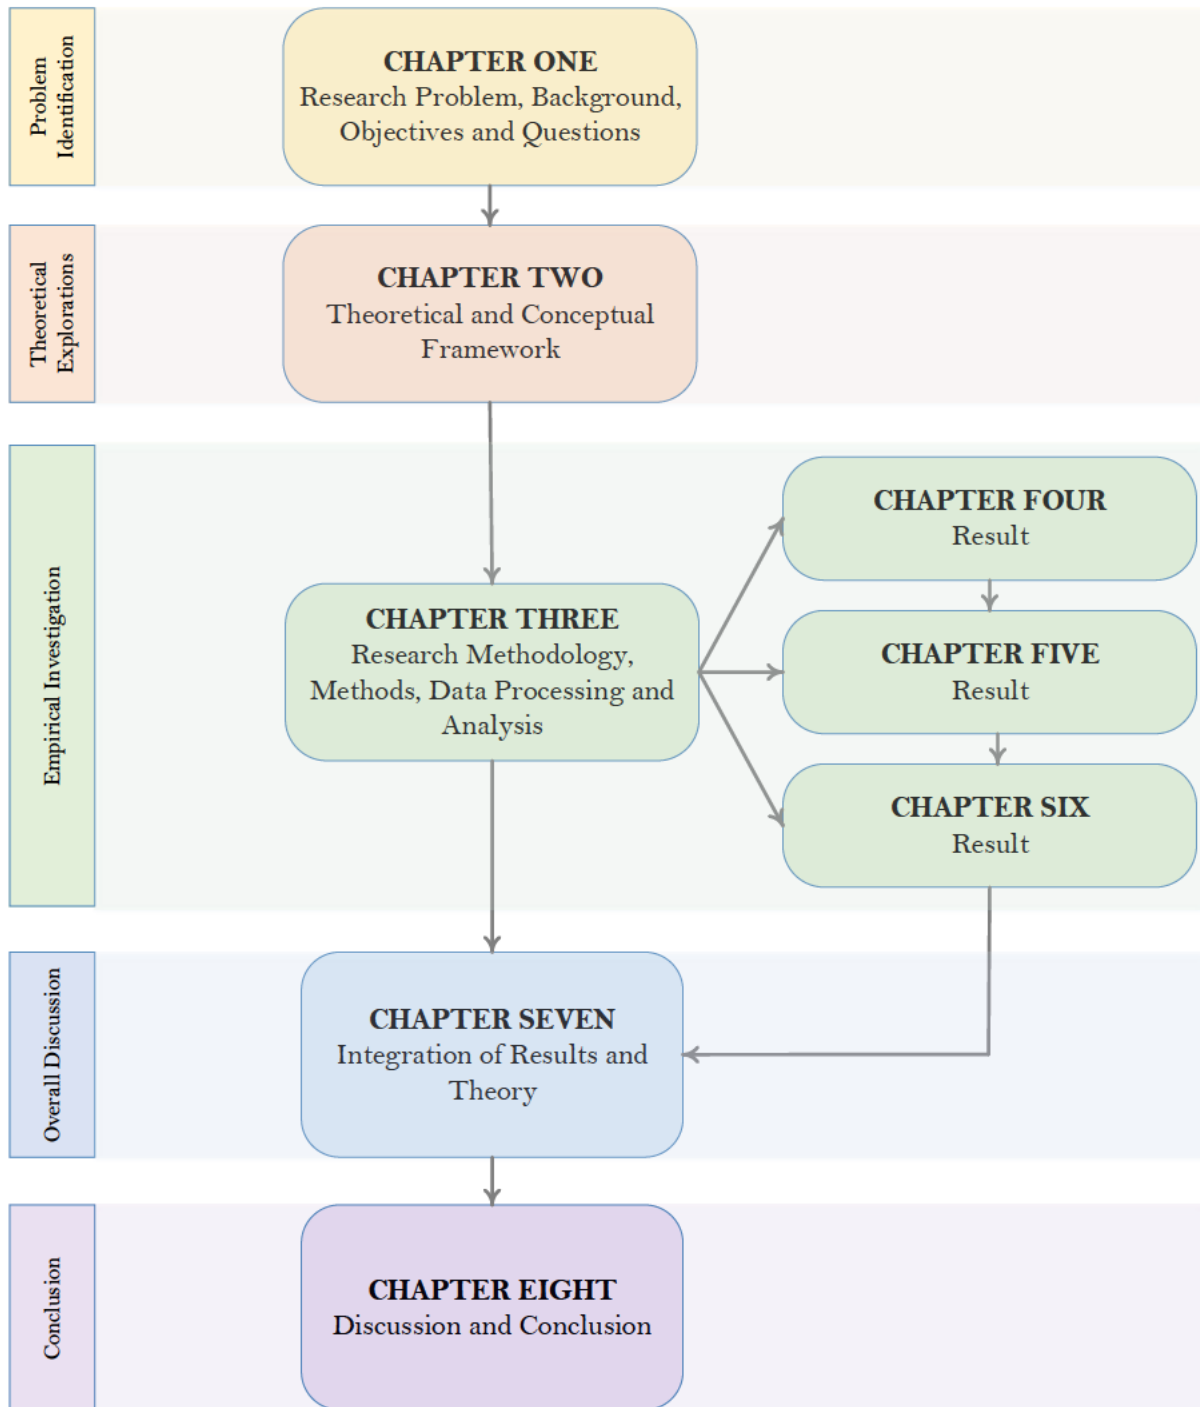 Problem
Identification
CHAPTER ONE
Research Problem, Background,
Objectives and Questions
Theoretical
Explorations
CHAPTER TWO
Theoretical and Conceptual
Framework
Empirical Investigation
CHAPTER THREE
Research Methodology,
Methods, Data Processing and
Analysis
CHAPTER FOUR
Result
CHAPTER FIVE
Result
CHAPTER SIX
Result
Overall Discussion
CHAPTER SEVEN
Integration of Results and
Theory
Conclusion
CHAPTER EIGHT
Discussion and Conclusion